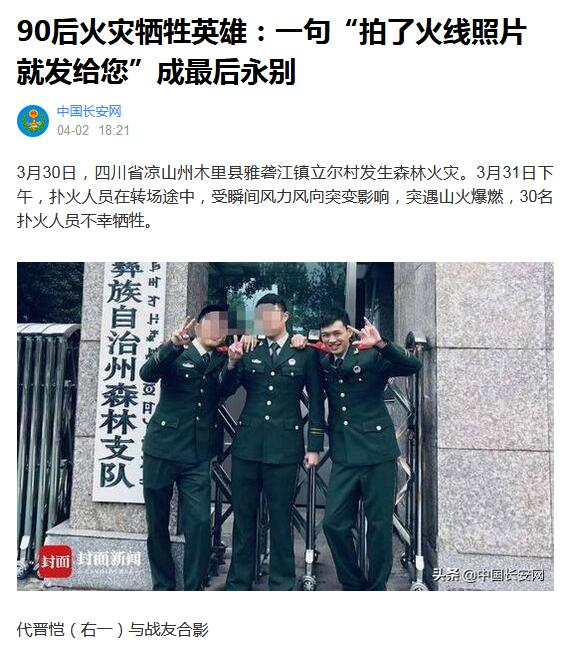 90后火灾牺牲英雄：一句“拍了火线照片
就发给您”成最后永别
中国长安网
04-02 18:21
3月30日，四川省凉山州木里县雅砻江镇立尔村发生森林火灾。3月31日下
午，扑火人员在转场途中，受瞬间风力风向突变影响，突遇山火爆燃，30名
扑火人员不幸牺牲。
彝族自治州森林支队
封面 封面新闻
头条 @中国长安网
代晋恺（右一）与战友合影